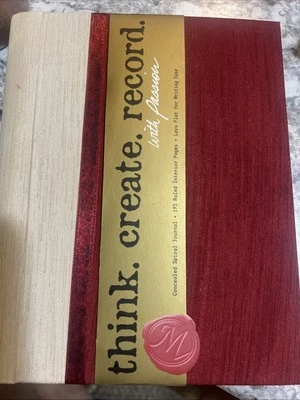 think. create. record.
with Passion
Concealed Spiral Journal • 192 Ruled Interior Pages • Lays Flat for Writing Ease
M